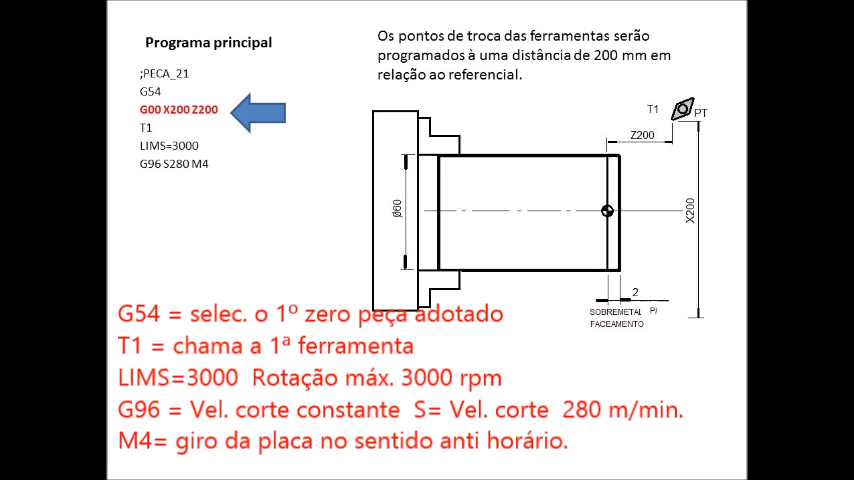 Programa principal
;PECA_21
G54
G00 X200 Z200
T1
LIMS=3000
G96 S280 M4
Os pontos de troca das ferramentas serão
programados à uma distância de 200 mm em
relação ao referencial.
T1
PT
Z200
Ø60
X200
2
SOBREMETAL P/
FACEAMENTO
G54 = selec. o 1º zero peça adotado
T1 = chama a 1ª ferramenta
LIMS=3000 Rotação máx. 3000 rpm
G96 = Vel. corte constante S= Vel. corte 280 m/min.
M4= giro da placa no sentido anti horário.